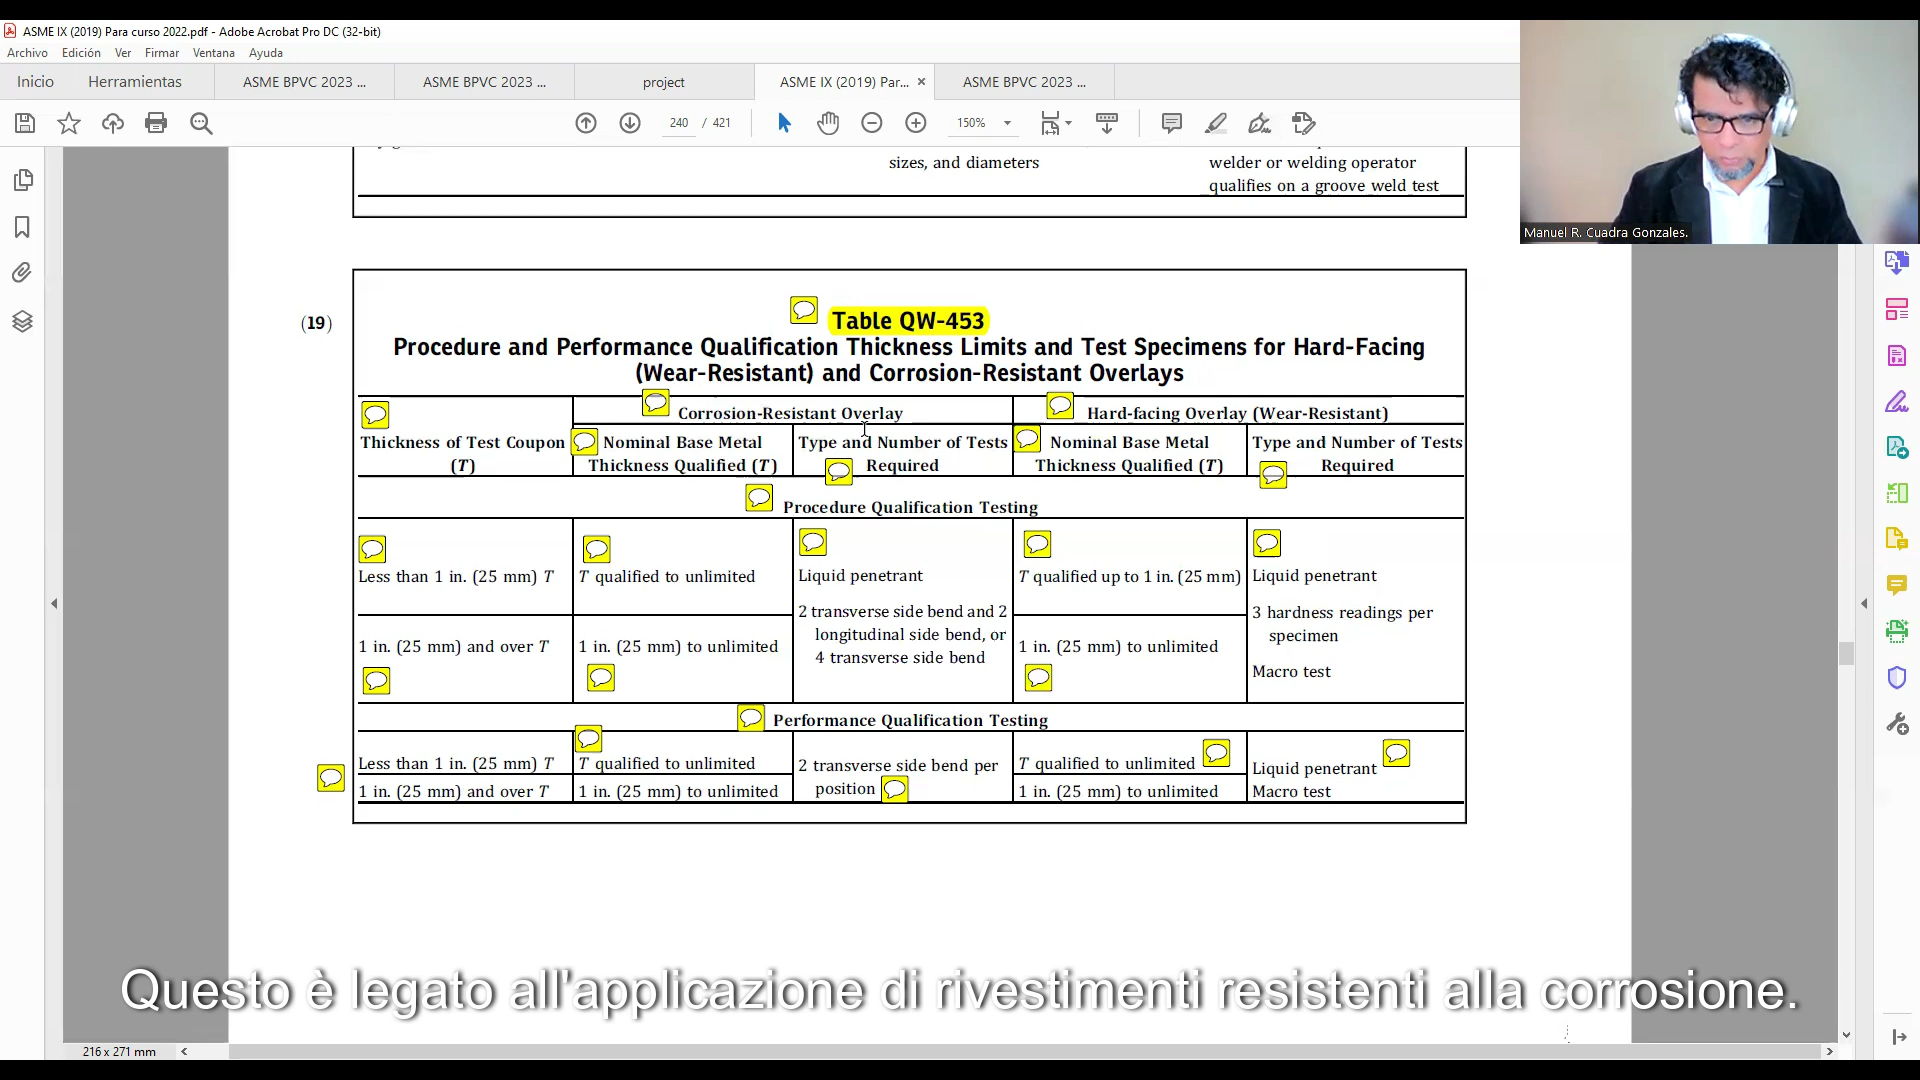 ASME IX (2019) Para curso 2022.pdf - Adobe Acrobat Pro DC (32-bit)
Archivo Edición Ver Firmar Ventana Ayuda
Inicio Herramientas ASME BPVC 2023 ... ASME BPVC 2023 ... project ASME IX (2019) Par... × ASME BPVC 2023 ...
240 / 421 150%
sizes, and diameters
welder or welding operator
qualifies on a groove weld test
Manuel R. Cuadra Gonzales.
(19)
Table QW-453
Procedure and Performance Qualification Thickness Limits and Test Specimens for Hard-Facing
(Wear-Resistant) and Corrosion-Resistant Overlays
Corrosion-Resistant Overlay Hard-facing Overlay (Wear-Resistant)
Thickness of Test Coupon
(T)
Nominal Base Metal
Thickness Qualified (T)
Type and Number of Tests
Required
Nominal Base Metal
Thickness Qualified (T)
Type and Number of Tests
Required
Procedure Qualification Testing
Less than 1 in. (25 mm) T
T qualified to unlimited
Liquid penetrant
2 transverse side bend and 2
longitudinal side bend, or
4 transverse side bend
T qualified up to 1 in. (25 mm)
Liquid penetrant
3 hardness readings per
specimen
Macro test
1 in. (25 mm) and over T
1 in. (25 mm) to unlimited
1 in. (25 mm) to unlimited
Performance Qualification Testing
Less than 1 in. (25 mm) T
T qualified to unlimited
2 transverse side bend per
position
T qualified to unlimited
Liquid penetrant
Macro test
1 in. (25 mm) and over T
1 in. (25 mm) to unlimited
1 in. (25 mm) to unlimited
Questo è legato all'applicazione di rivestimenti resistenti alla corrosione.
216 x 271 mm